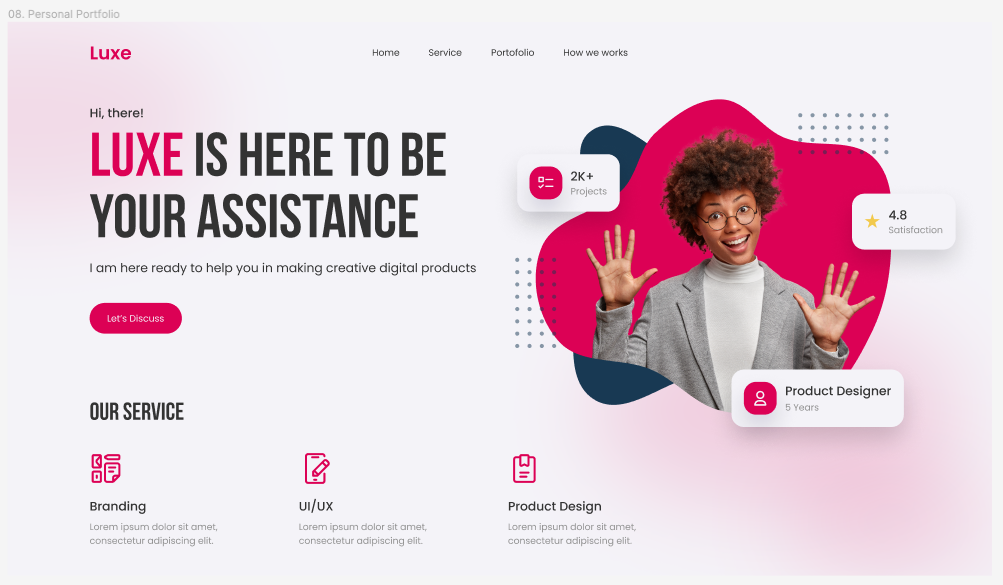 08. Personal Portfolio
Luxe
Home
Service
Portofolio
How we works
Hi, there!
LUXE IS HERE TO BE
YOUR ASSISTANCE
I am here ready to help you in making creative digital products
Let's Discuss
2K+
Projects
4.8
Satisfaction
Product Designer
5 Years
OUR SERVICE
Branding
Lorem ipsum dolor sit amet,
consectetur adipiscing elit.
UI/UX
Lorem ipsum dolor sit amet,
consectetur adipiscing elit.
Product Design
Lorem ipsum dolor sit amet,
consectetur adipiscing elit.